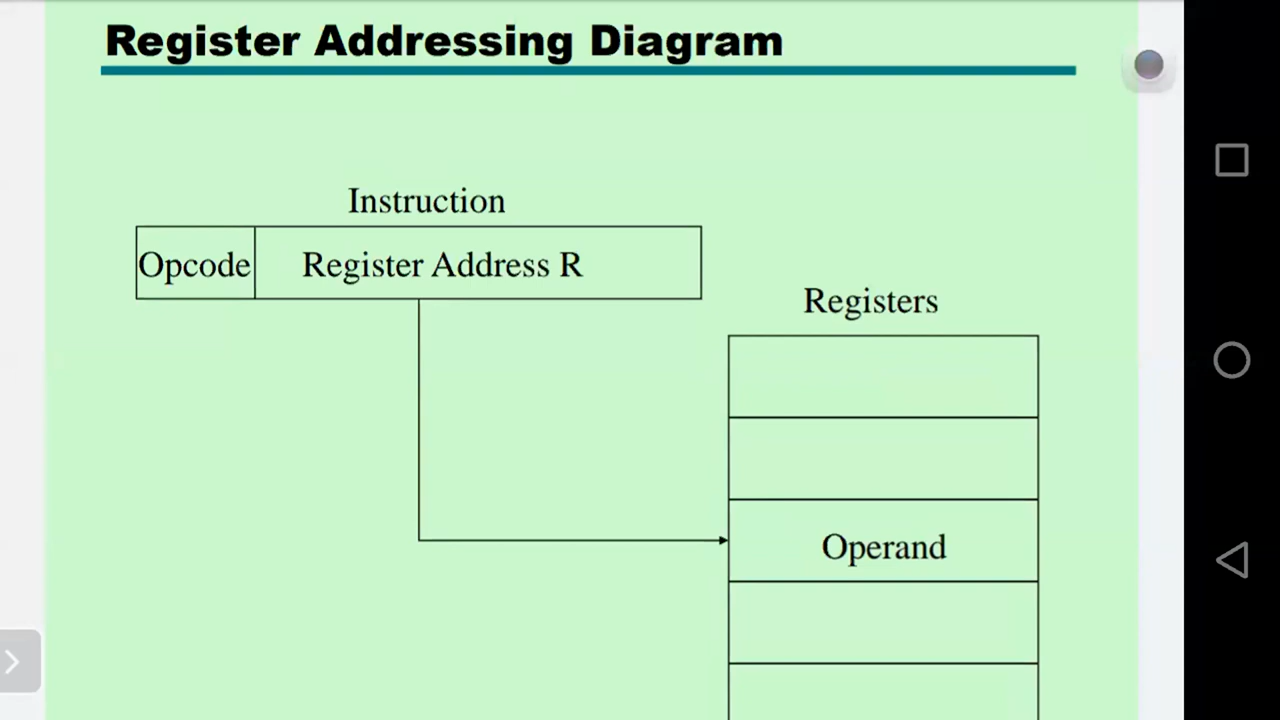 Register Addressing Diagram
Instruction
Opcode
Register Address R
Registers
Operand